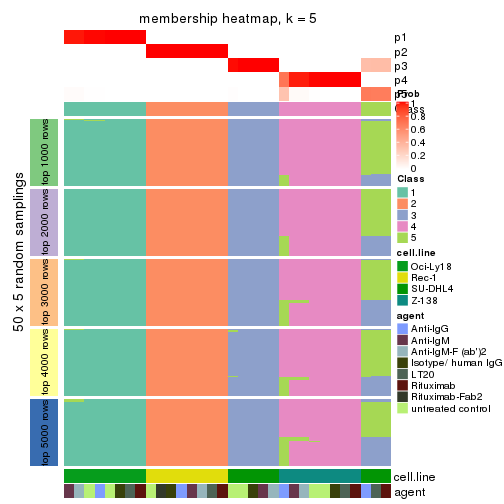 membership heatmap, k = 5
p1
p2
p3
p4
Prob
Class
1
0.8
0.6
0.4
0.2
0
Class
1
2
3
4
5
cell.line
Oci-Ly18
Rec-1
SU-DHL4
Z-138
agent
Anti-IgG
Anti-IgM
Anti-IgM-F (ab')2
Isotype/ human IgG
LT20
Rituximab
Rituximab-Fab2
untreated control
50 x 5 random samplings
top 1000 rows
top 2000 rows
top 3000 rows
top 4000 rows
top 5000 rows
cell.line
agent